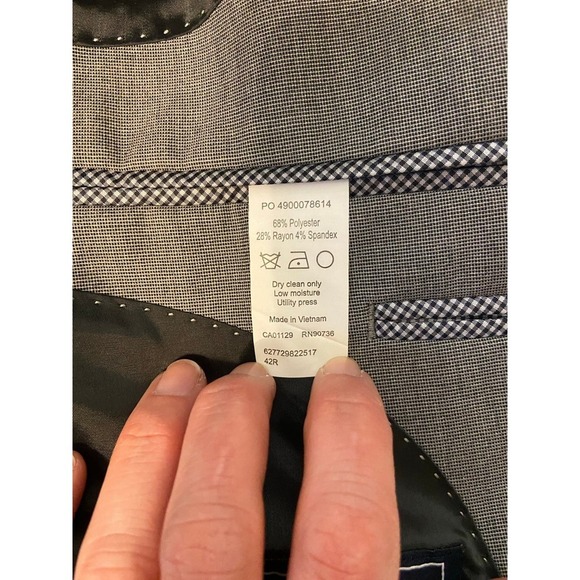 PO 4900078614
68% Polyester
28% Rayon 4% Spandex
Dry clean only
Low moisture
Utility press
Made in Vietnam
CA01129 RN90736
627729822517
42R